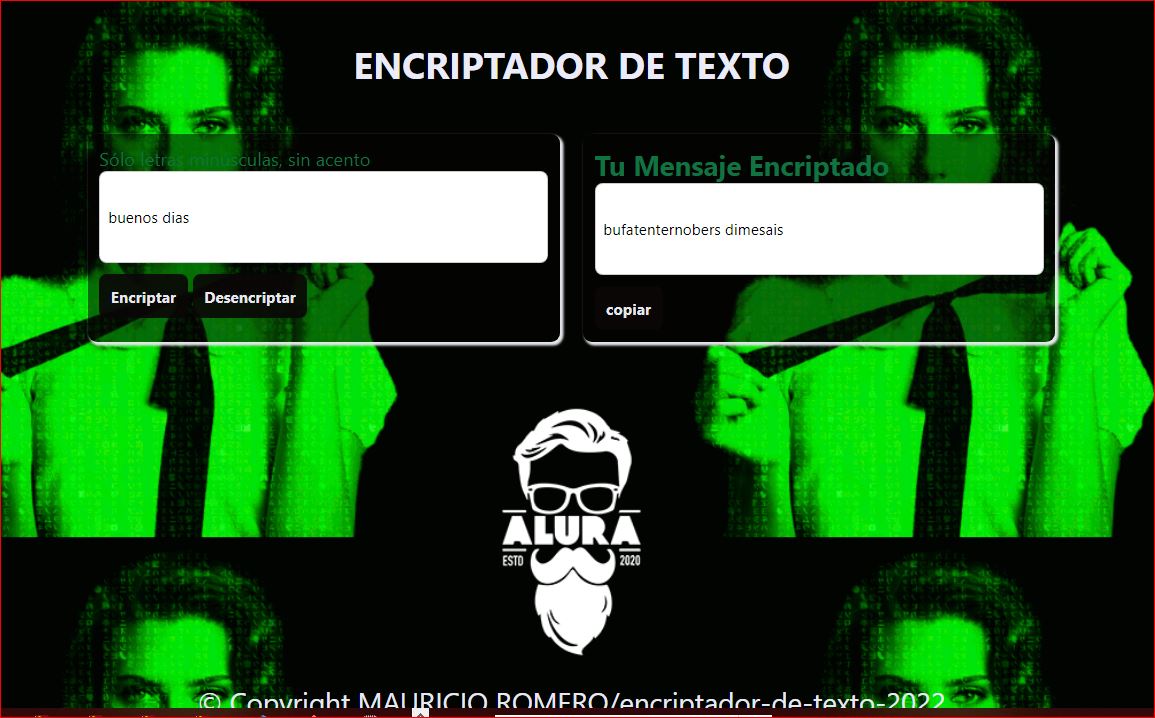 ENCRIPTADOR DE TEXTO
Sólo letras minúsculas, sin acento
buenos dias
Encriptar Desencriptar
Tu Mensaje Encriptado
bufatenternobers dimesais
copiar
ALURA
ESTD 2020
© Copyright MAURICIO ROMERO/encriptador-de-texto-2022